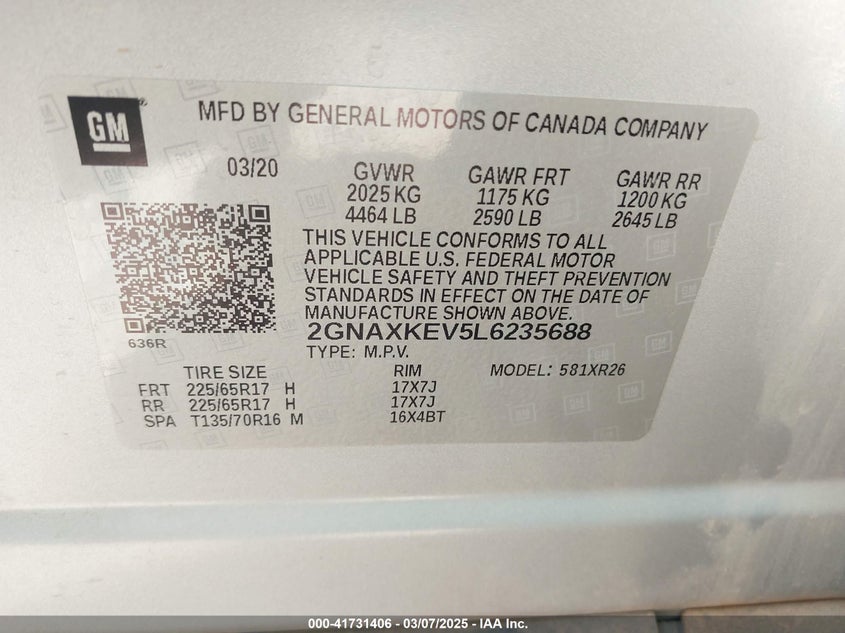 GM
MFD BY GENERAL MOTORS OF CANADA COMPANY
03/20
GVWR
2025 KG
4464 LB
GAWR FRT
1175 KG
2590 LB
GAWR RR
1200 KG
2645 LB
THIS VEHICLE CONFORMS TO ALL
APPLICABLE U.S. FEDERAL MOTOR
VEHICLE SAFETY AND THEFT PREVENTION
STANDARDS IN EFFECT ON THE DATE OF
MANUFACTURE SHOWN ABOVE.
2GNAXKEV5L6235688
TYPE: M.P.V.
636R
TIRE SIZE RIM MODEL: 581XR26
FRT 225/65R17 H 17X7J
RR 225/65R17 H 17X7J
SPA T135/70R16 M 16X4BT
000-41731406 — 03/07/2025 - IAA Inc.